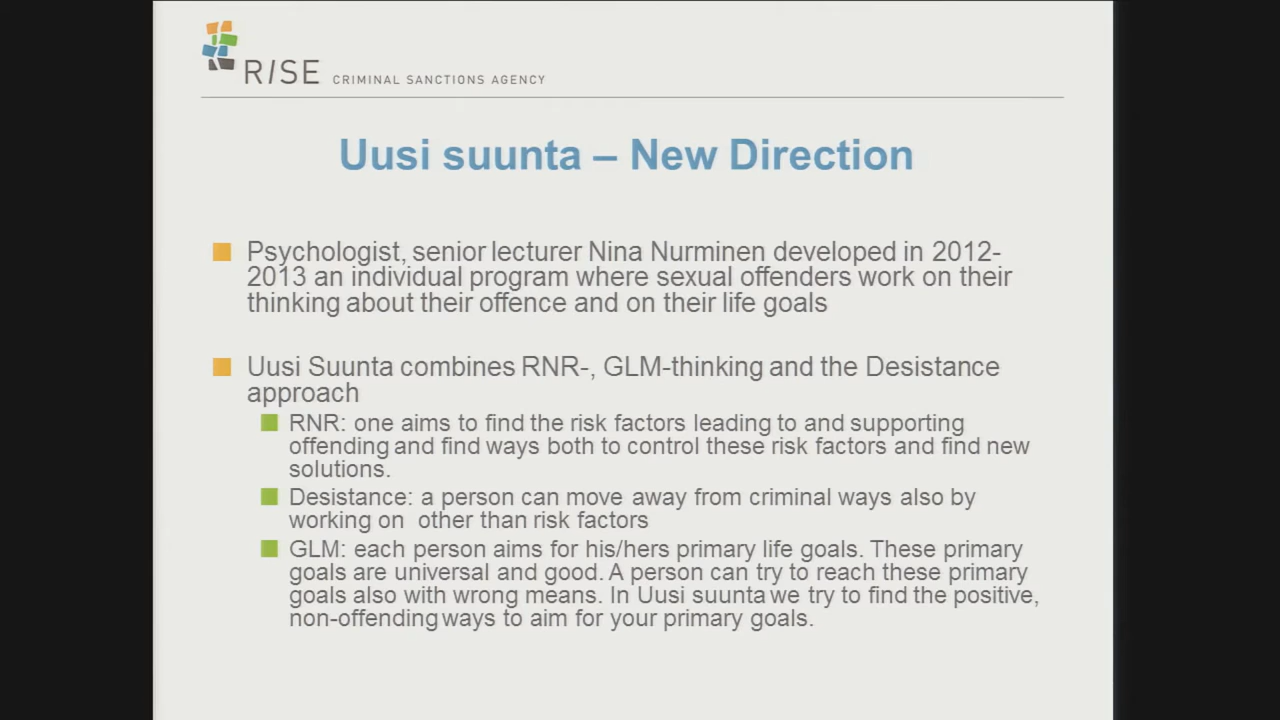 RISE CRIMINAL SANCTIONS AGENCY
Uusi suunta – New Direction
Psychologist, senior lecturer Nina Nurminen developed in 2012-
2013 an individual program where sexual offenders work on their
thinking about their offence and on their life goals
Uusi Suunta combines RNR-, GLM-thinking and the Desistance
approach
RNR: one aims to find the risk factors leading to and supporting
offending and find ways both to control these risk factors and find new
solutions.
Desistance: a person can move away from criminal ways also by
working on other than risk factors
GLM: each person aims for his/hers primary life goals. These primary
goals are universal and good. A person can try to reach these primary
goals also with wrong means. In Uusi suunta we try to find the positive,
non-offending ways to aim for your primary goals.